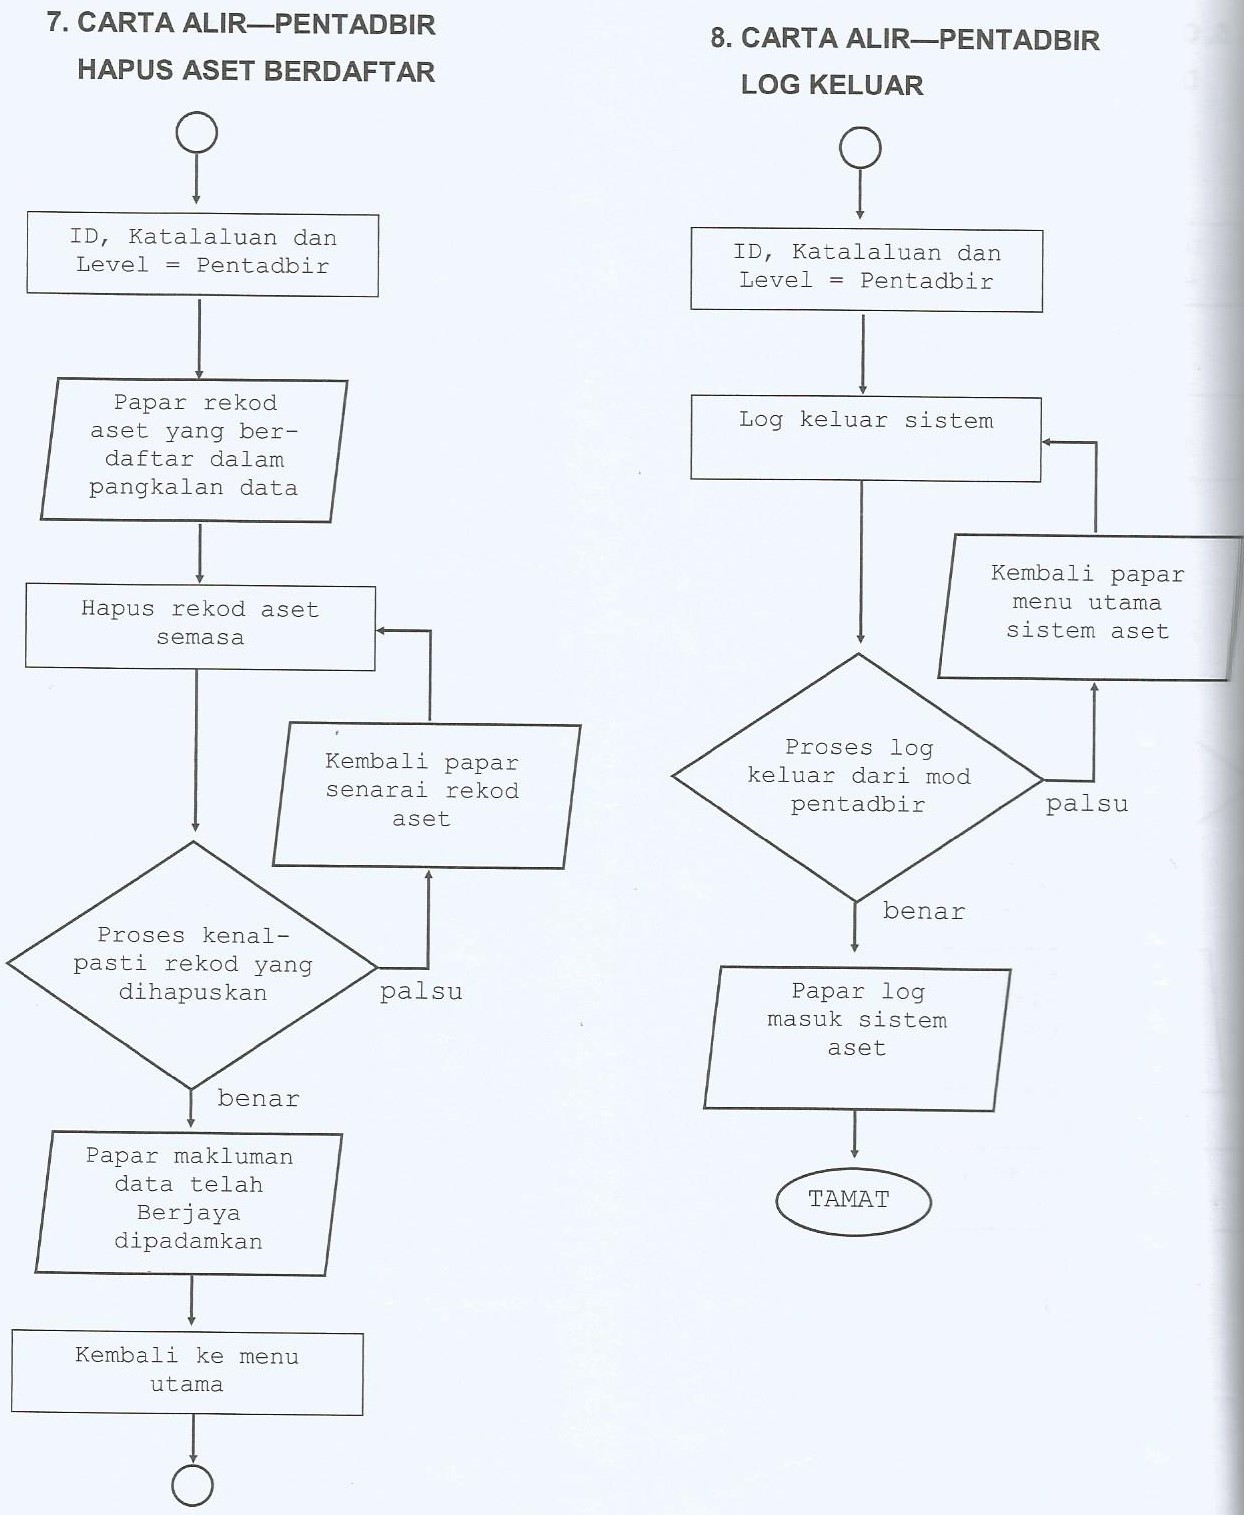 7. CARTA ALIR—PENTADBIR
HAPUS ASET BERDAFTAR
ID, Katalaluan dan
Level = Pentadbir
Papar rekod
aset yang ber-
daftar dalam
pangkalan data
Hapus rekod aset
semasa
Kembali papar
senarai rekod
aset
Proses kenal-
pasti rekod yang
dihapuskan
palsu
benar
Papar makluman
data telah
Berjaya
dipadamkan
Kembali ke menu
utama
8. CARTA ALIR—PENTADBIR
LOG KELUAR
ID, Katalaluan dan
Level = Pentadbir
Log keluar sistem
Kembali papar
menu utama
sistem aset
Proses log
keluar dari mod
pentadbir
palsu
benar
Papar log
masuk sistem
aset
TAMAT